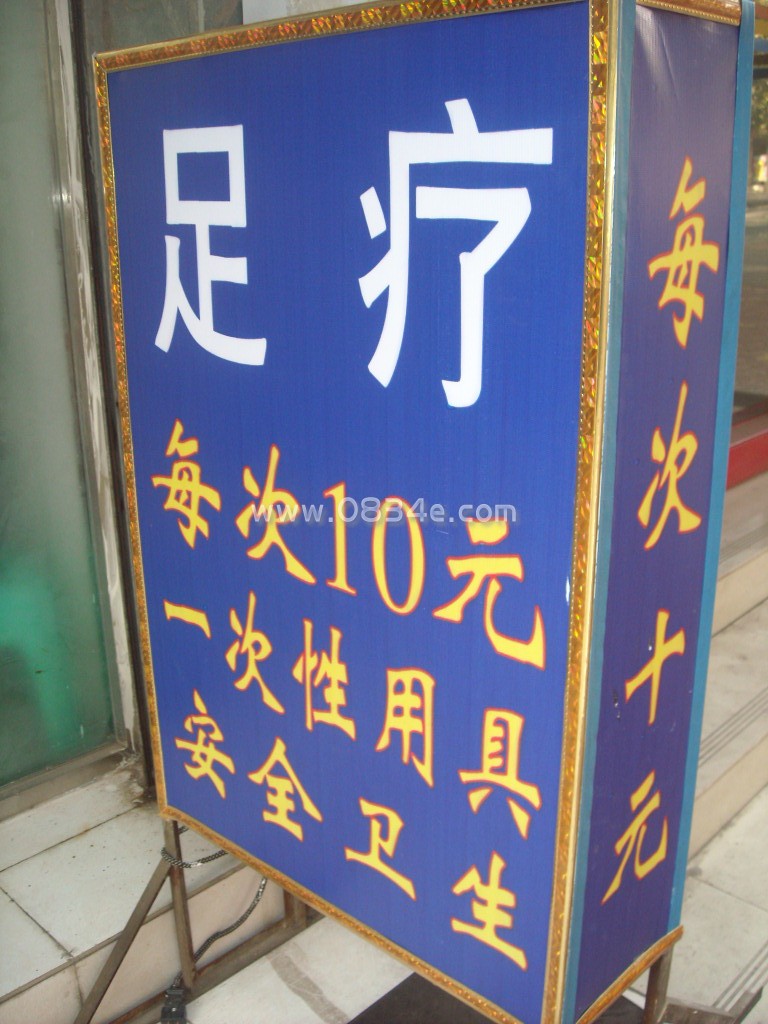 足疗
每次10元
一次性用具
安全卫生
每次十元
www.0834e.com